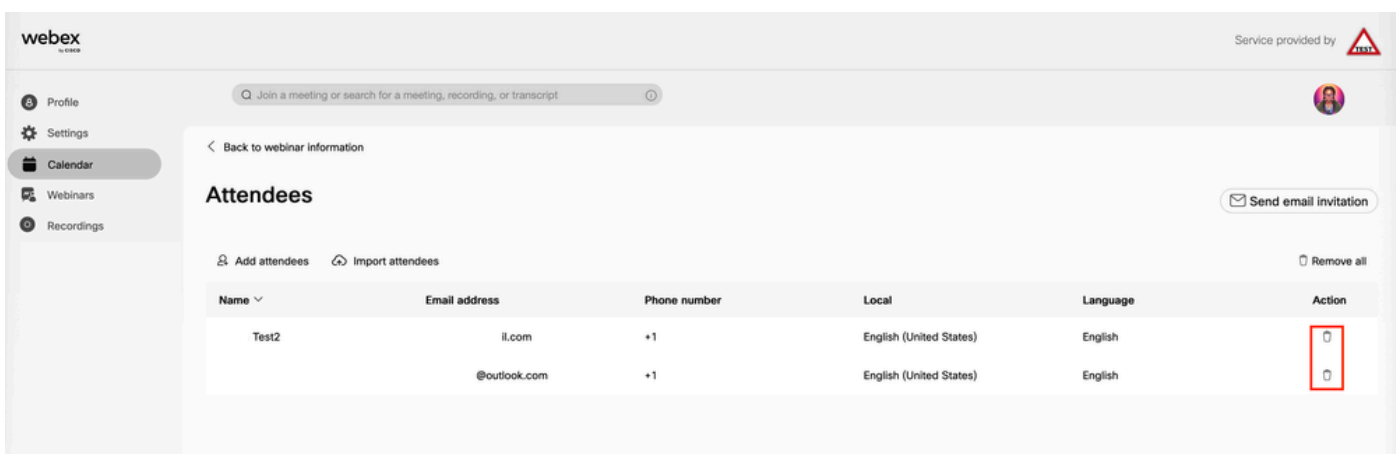 webex
by CISCO
Service provided by
TEST
Profile
Settings
Calendar
Webinars
Recordings
Join a meeting or search for a meeting, recording, or transcript
Back to webinar information
Attendees
Send email invitation
Add attendees Import attendees Remove all
Name Email address Phone number Local Language Action
Test2 il.com +1 English (United States) English
@outlook.com +1 English (United States) English